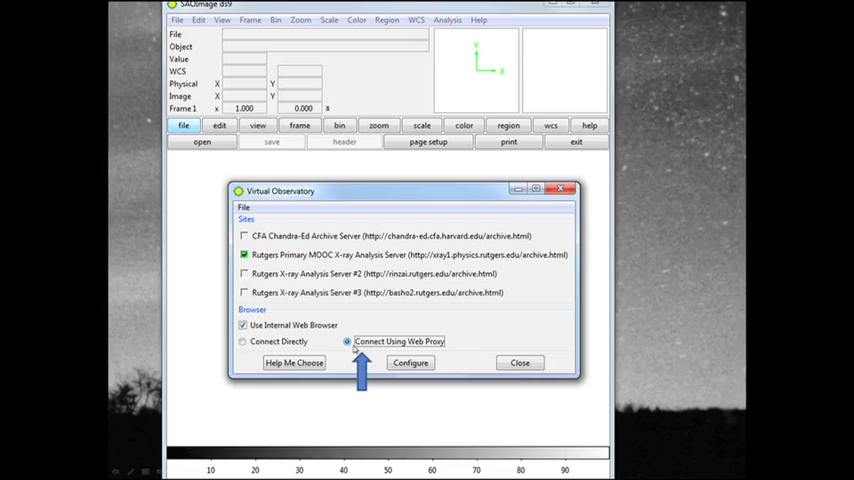 SAOImage ds9
File Edit View Frame Bin Zoom Scale Color Region WCS Analysis Help
File
Object
Value
WCS
Physical X Y
Image X Y
Frame 1 x 1.000 0.000
Y
X
file edit view frame bin zoom scale color region wcs help
open save header page setup print exit
Virtual Observatory
File
Sites
CFA Chandra-Ed Archive Server (http://chandra-ed.cfa.harvard.edu/archive.html)
Rutgers Primary MOOC X-ray Analysis Server (http://xray1.physics.rutgers.edu/archive.html)
Rutgers X-ray Analysis Server #2 (http://rinzai.rutgers.edu/archive.html)
Rutgers X-ray Analysis Server #3 (http://basho2.rutgers.edu/archive.html)
Browser
Use Internal Web Browser
Connect Directly Connect Using Web Proxy
Help Me Choose Configure Close
10 20 30 40 50 60 70 80 90